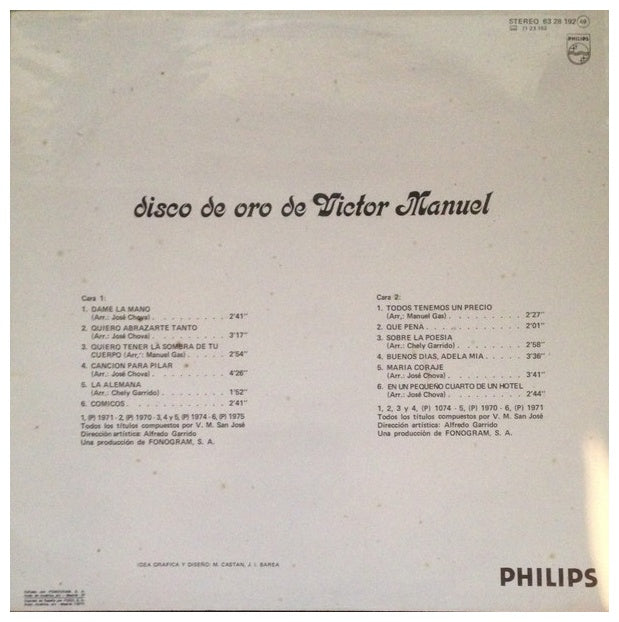 STEREO 63 28 192
71 23 192
PHILIPS
disco de oro de Victor Manuel
Cara 1:
1. DAME LA MANO
(Arr.: José Chova). . . . . . . . . . 2'41"
2. QUIERO ABRAZARTE TANTO
(Arr.: José Chova). . . . . . . . . . 3'17"
3. QUIERO TENER LA SOMBRA DE TU
CUERPO (Arr.: Manuel Gas) . . . . . . 2'54"
4. CANCION PARA PILAR
(Arr.: José Chova). . . . . . . . . . 4'26"
5. LA ALEMANA
(Arr.: Chely Garrido) . . . . . . . . 1'52"
6. COMICOS. . . . . . . . . . . . . 2'41"
1, (P) 1971 - 2, (P) 1970 - 3, 4 y 5, (P) 1974 - 6, (P) 1975
Todos los títulos compuestos por V. M. San José
Dirección artística: Alfredo Garrido
Una producción de FONOGRAM, S. A.
Cara 2:
1. TODOS TENEMOS UN PRECIO
(Arr,: Manuel Gas) . . . . . . . . . 2'27"
2. QUE PENA . . . . . . . . . . . . 2'01"
3. SOBRE LA POESIA
(Arr.: Chely Garrido) . . . . . . . . 2'58"
4. BUENOS DIAS, ADELA MIA . . . . . 3'36"
5. MARIA CORAJE
(Arr.: José Chova) . . . . . . . . . 3'41"
6. EN UN PEQUEÑO CUARTO DE UN HOTEL
(Arr.: José Chova) . . . . . . . . . 2'44"
1, 2, 3 y 4, (P) 1074 - 5, (P) 1970 - 6, (P) 1971
Todos los títulos compuestos por V. M. San José
Dirección artística: Alfredo Garrido
Una producción de FONOGRAM, S. A.
IDEA GRAFICA Y DISEÑO: M. CASTAN, J. I. BAREA
PHILIPS